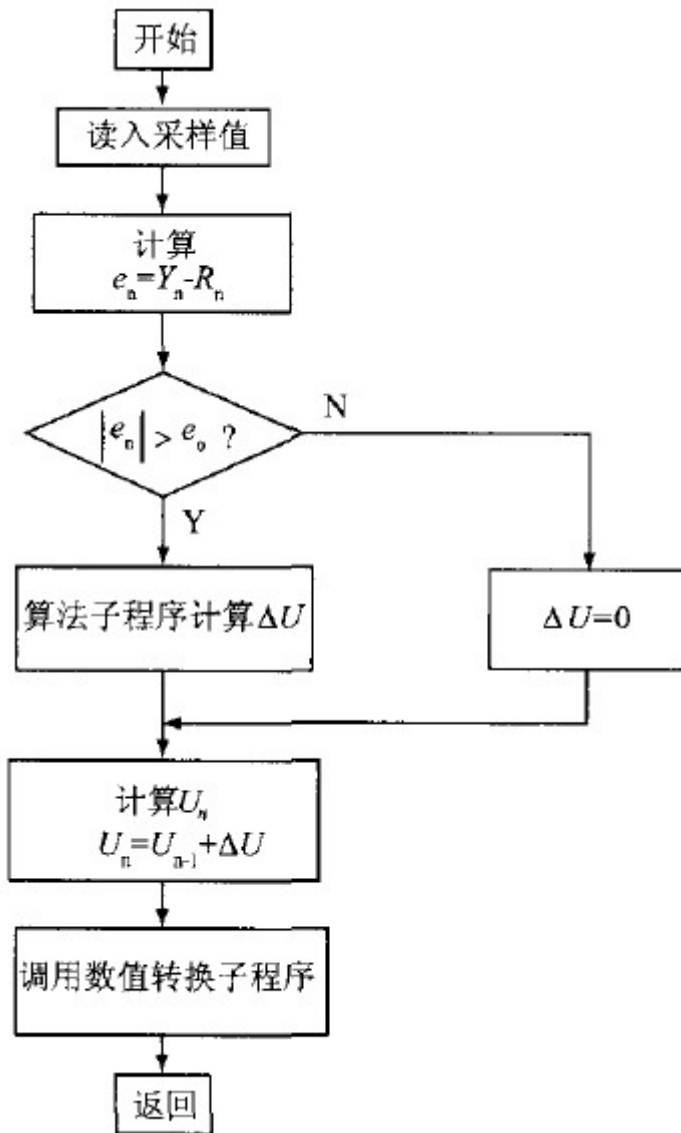 开始
读入采样值
计算
eₙ=Yₙ-Rₙ
|eₙ| > e₀ ?
N
Y
算法子程序计算ΔU
ΔU=0
计算Uₙ
Uₙ=Uₙ₋₁+ΔU
调用数值转换子程序
返回